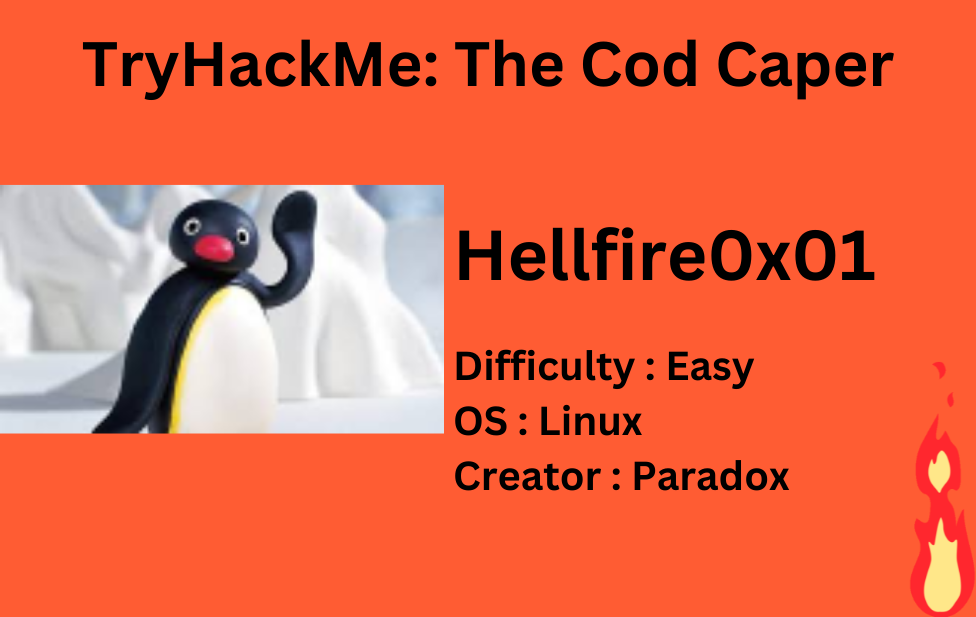 TryHackMe: The Cod Caper
Hellfire0x01
Difficulty : Easy
OS : Linux
Creator : Paradox